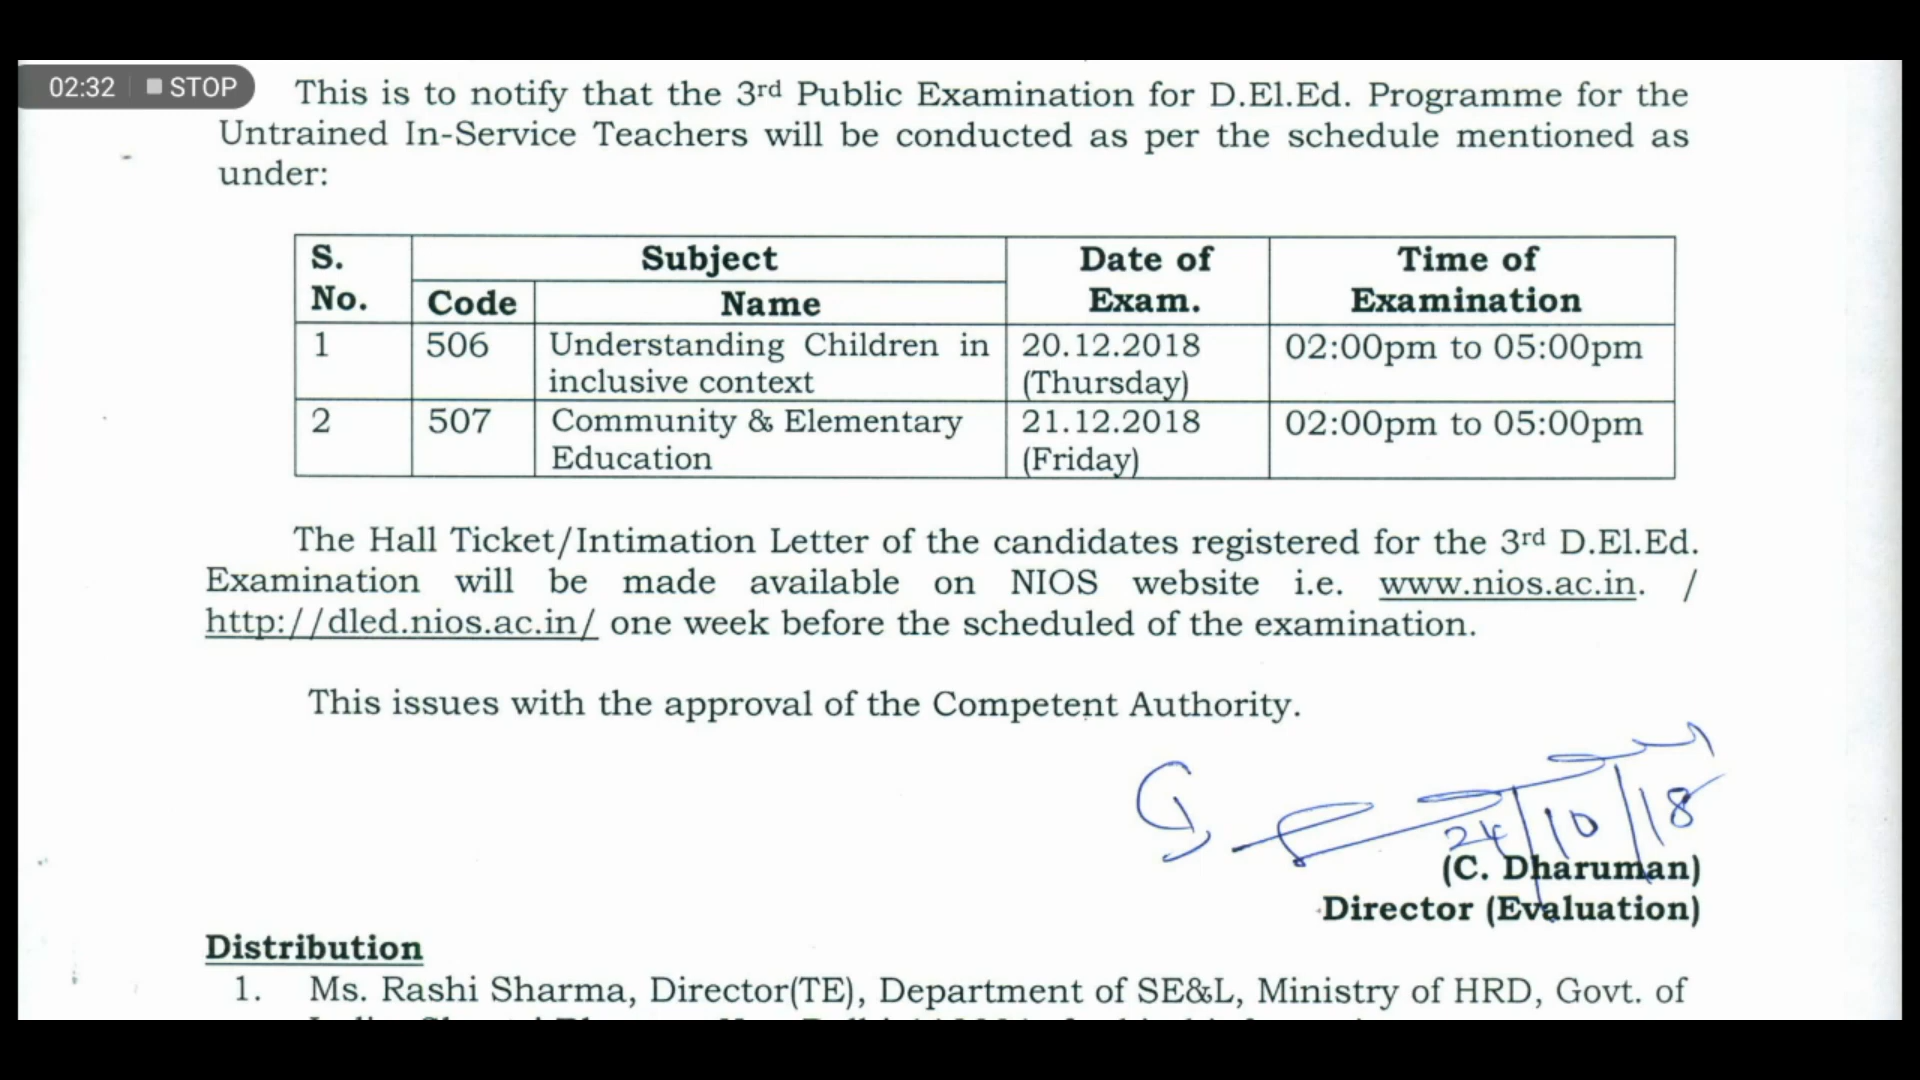 02:32 STOP
This is to notify that the 3rd Public Examination for D.El.Ed. Programme for the
Untrained In-Service Teachers will be conducted as per the schedule mentioned as
under:
S. No. Subject Date of Exam. Time of Examination
Code Name
1 506 Understanding Children in inclusive context 20.12.2018 (Thursday) 02:00pm to 05:00pm
2 507 Community & Elementary Education 21.12.2018 (Friday) 02:00pm to 05:00pm
The Hall Ticket/Intimation Letter of the candidates registered for the 3rd D.El.Ed.
Examination will be made available on NIOS website i.e. www.nios.ac.in. /
http://dled.nios.ac.in/ one week before the scheduled of the examination.
This issues with the approval of the Competent Authority.
24/10/18
(C. Dharuman)
Director (Evaluation)
Distribution
1. Ms. Rashi Sharma, Director(TE), Department of SE&L, Ministry of HRD, Govt. of